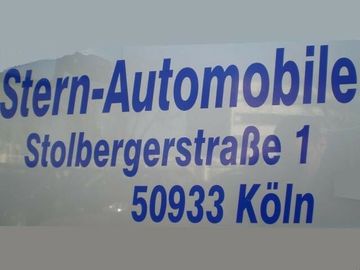 Stern-Automobile
Stolbergerstraße 1
50933 Köln